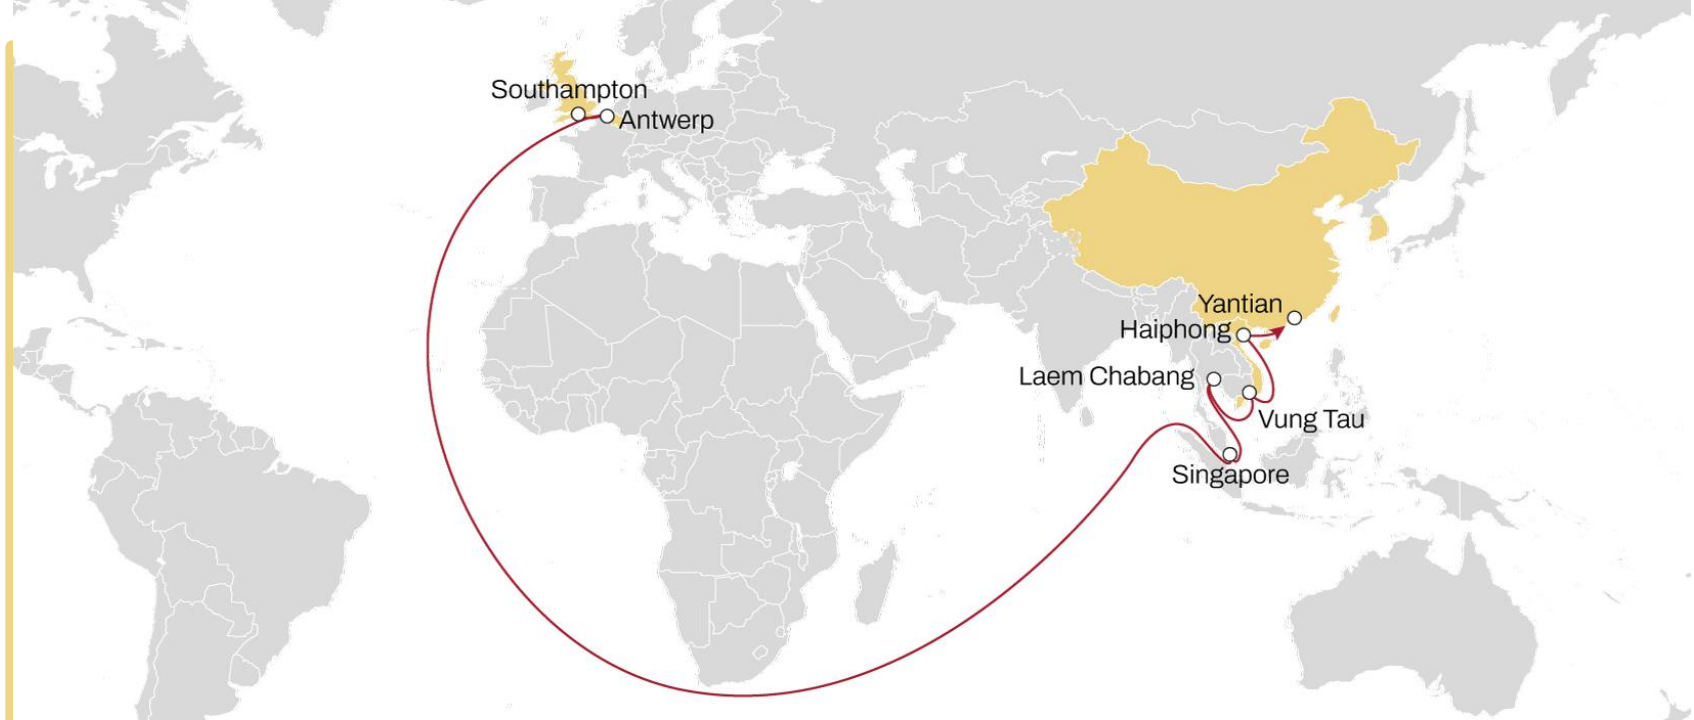 Southampton
Antwerp
Yantian
Haiphong
Laem Chabang
Vung Tau
Singapore